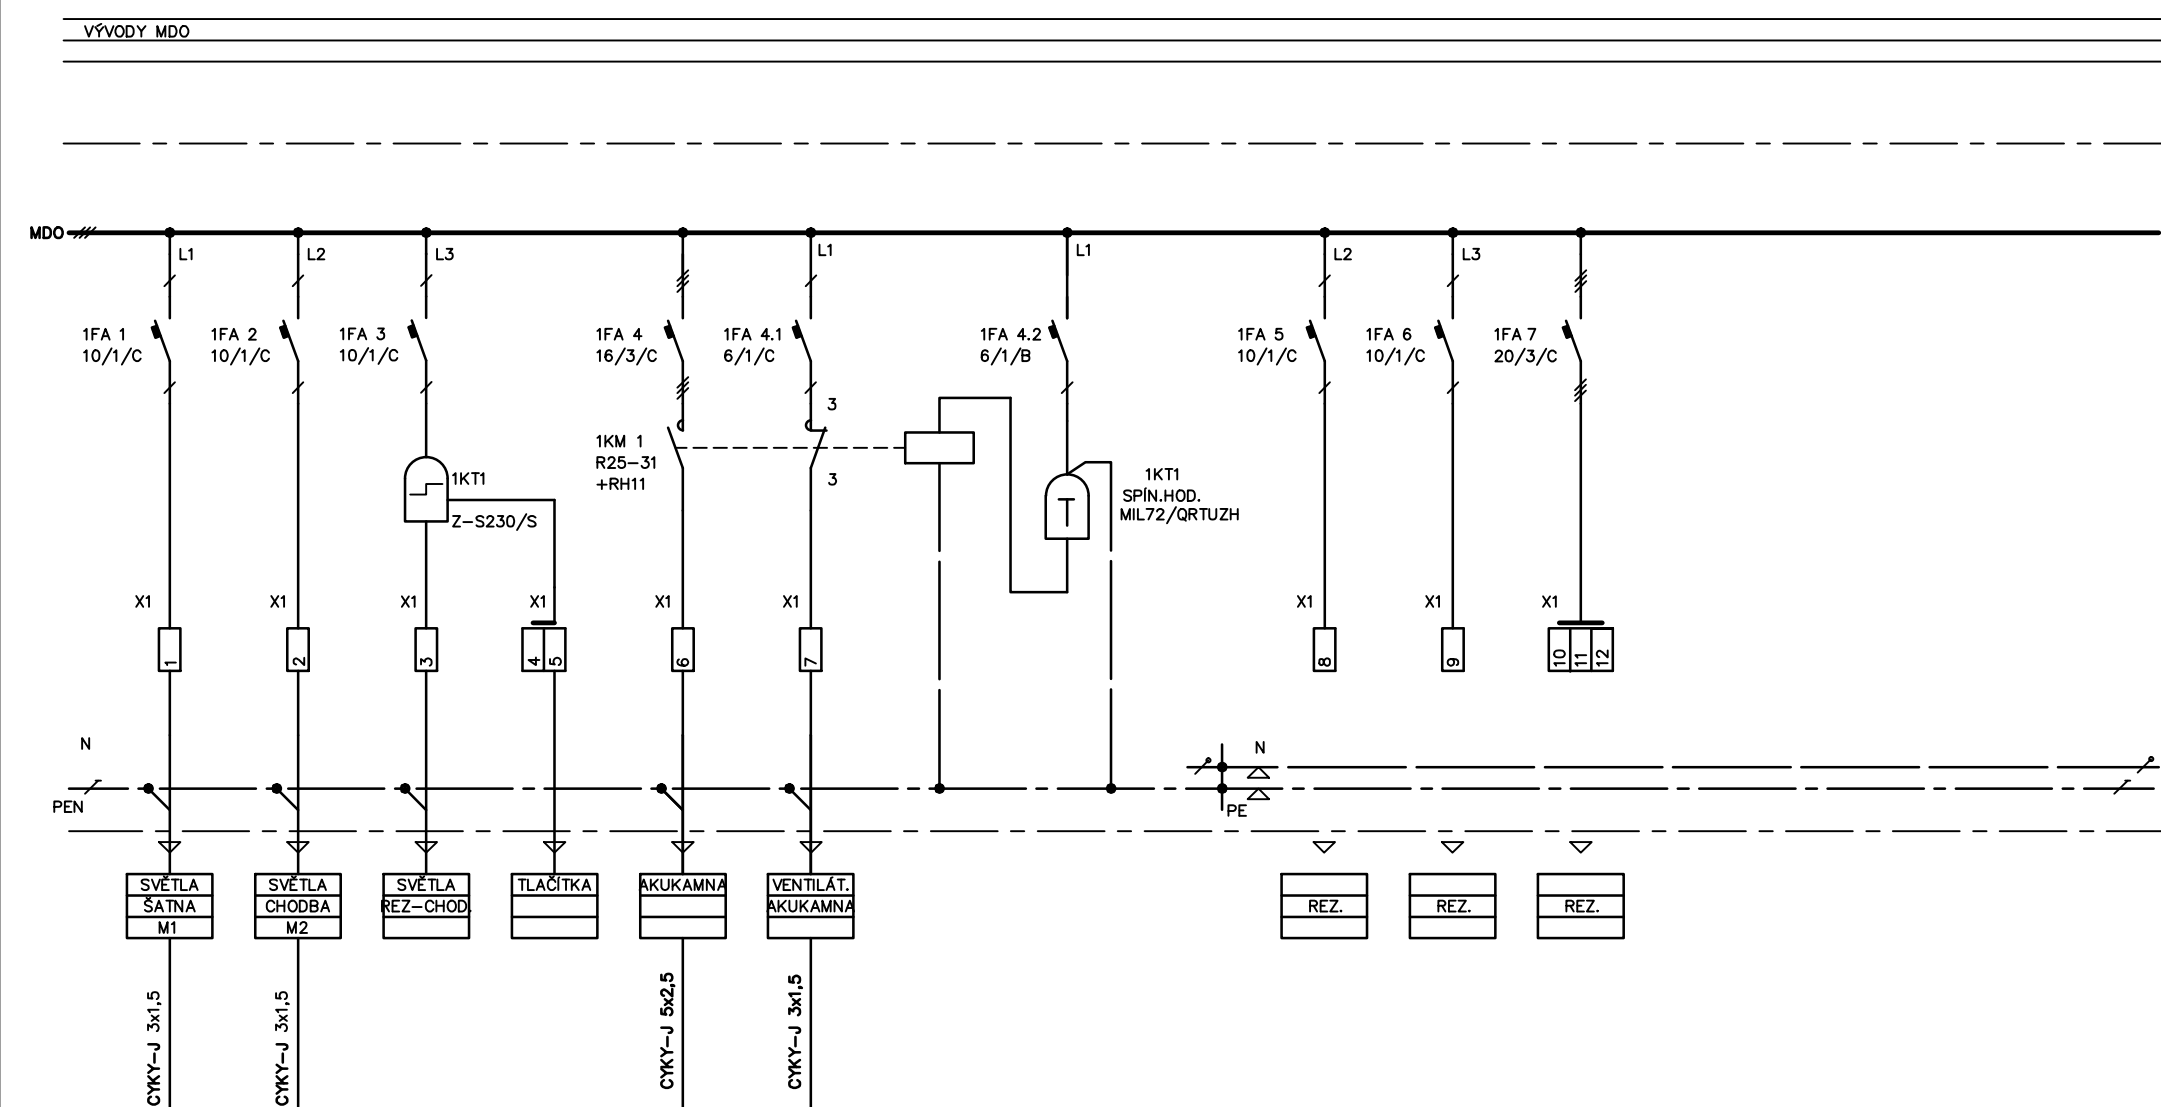 VÝVODY MDO
MDO
L1
L2
L3
L1
L1
L2
L3
1FA 1
10/1/C
1FA 2
10/1/C
1FA 3
10/1/C
1FA 4
16/3/C
1FA 4.1
6/1/C
1FA 4.2
6/1/B
1FA 5
10/1/C
1FA 6
10/1/C
1FA 7
20/3/C
3
1KM 1
R25-31
+RH11
3
1KT1
Z-S230/S
1KT1
SPÍN.HOD.
MIL72/QRTUZH
X1
X1
X1
X1
X1
X1
X1
X1
X1
1
2
3
4
5
6
7
8
9
10
11
12
N
PEN
N
PE
SVĚTLA
ŠATNA
M1
SVĚTLA
CHODBA
M2
SVĚTLA
REZ-CHOD.
TLAČÍTKA
AKUKAMNA
VENTILÁT.
AKUKAMNA
REZ.
REZ.
REZ.
CYKY-J 3x1,5
CYKY-J 3x1,5
CYKY-J 5x2,5
CYKY-J 3x1,5